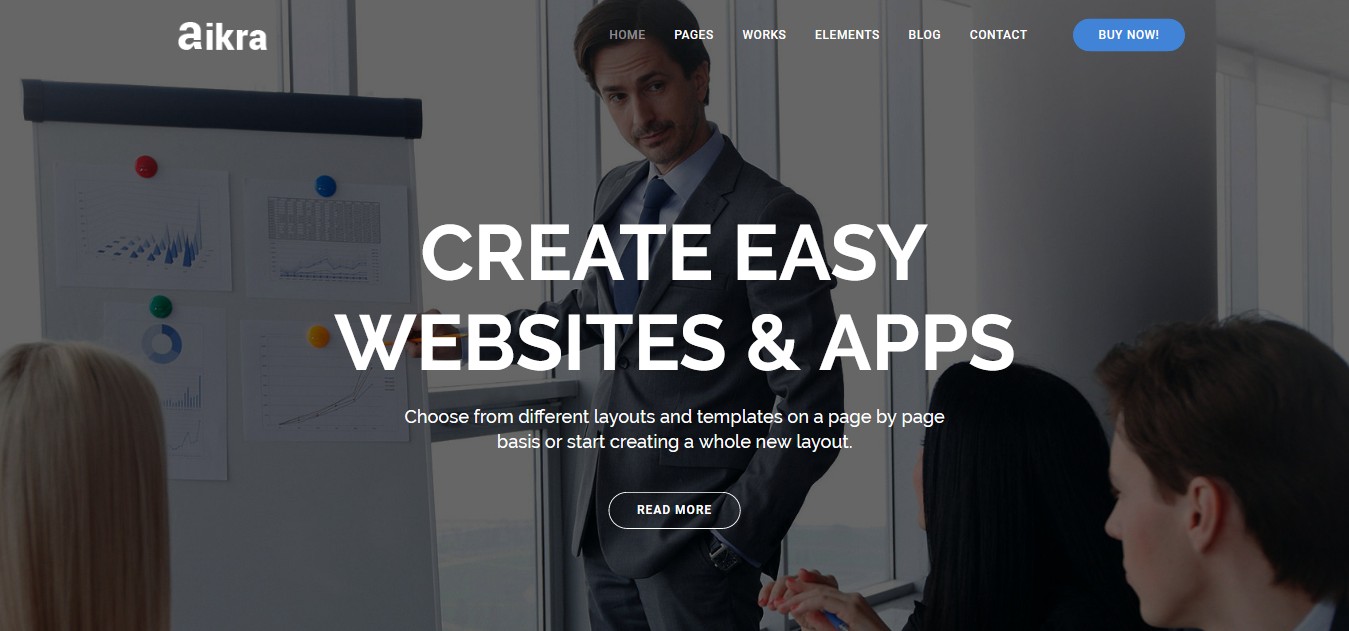 aikra
HOME PAGES WORKS ELEMENTS BLOG CONTACT BUY NOW!
CREATE EASY
WEBSITES & APPS
Choose from different layouts and templates on a page by page
basis or start creating a whole new layout.
READ MORE